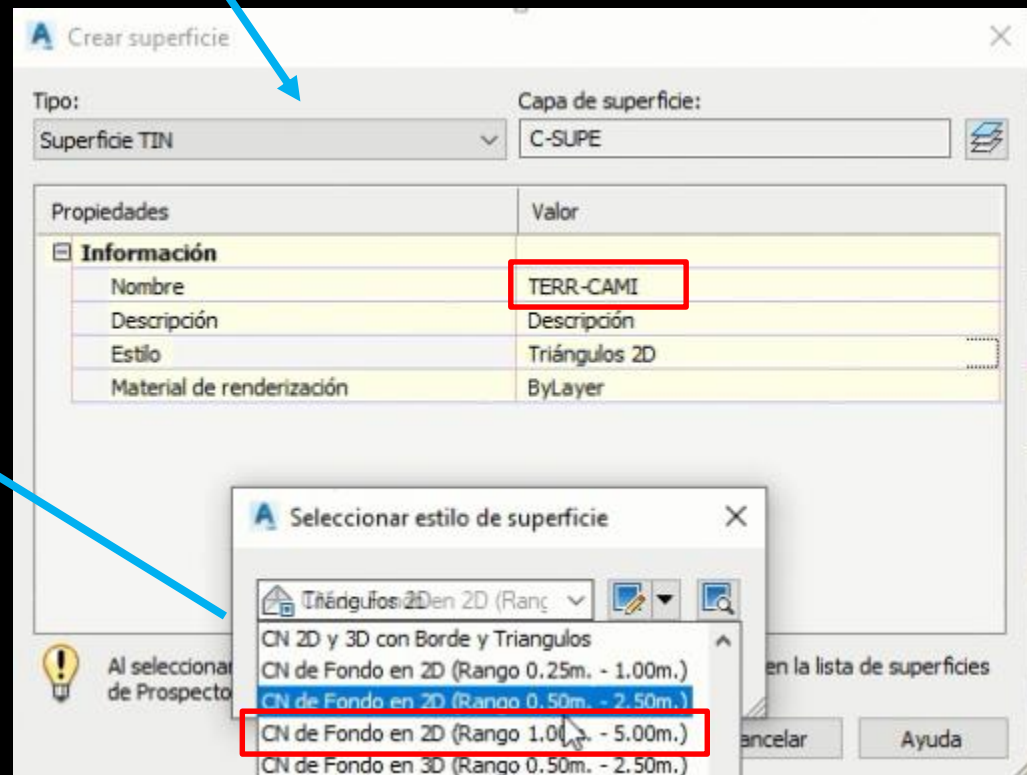 Crear superficie
Tipo:
Capa de superficie:
Superficie TIN
C-SUPE
Propiedades Valor
Información
Nombre TERR-CAMI
Descripción Descripción
Estilo Triángulos 2D
Material de renderización ByLayer
Seleccionar estilo de superficie
en 2D (Rang
CN 2D y 3D con Borde y Triangulos
Al seleccionar en la lista de superficies
CN de Fondo en 2D (Rango 0.25m. - 1.00m.)
de Prospecto
CN de Fondo en 2D (Rango 0.50m. - 2.50m.)
CN de Fondo en 2D (Rango 1.00m. - 5.00m.)
ancelar Ayuda
CN de Fondo en 3D (Rango 0.50m. - 2.50m.)